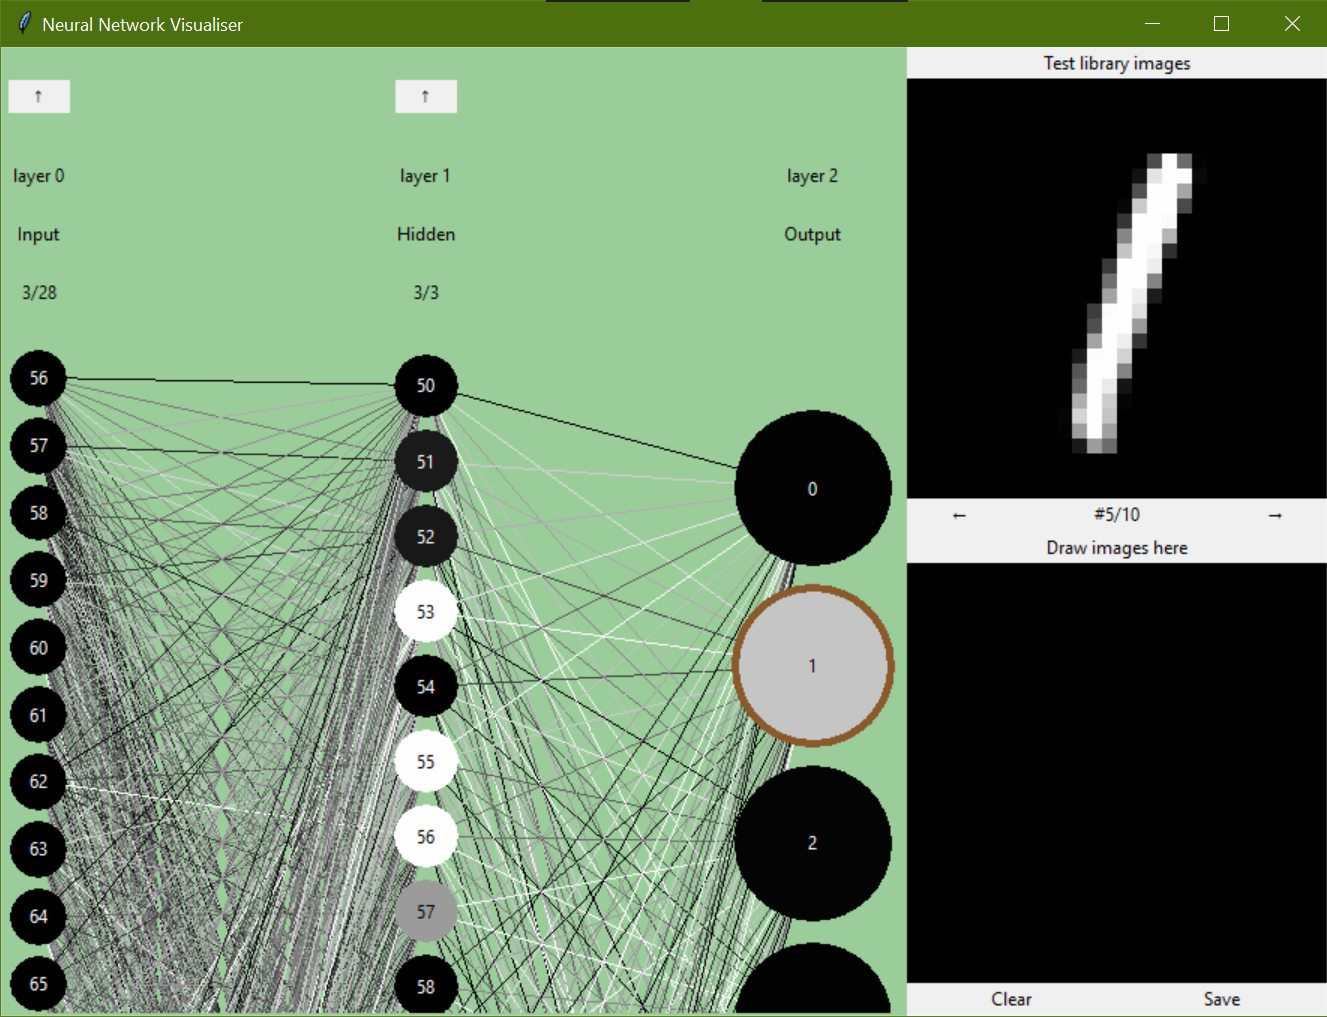 Neural Network Visualiser
↑
↑
layer 0
layer 1
layer 2
Input
Hidden
Output
3/28
3/3
56
57
58
59
60
61
62
63
64
65
50
51
52
53
54
55
56
57
58
0
1
2
Test library images
← #5/10 →
Draw images here
Clear Save